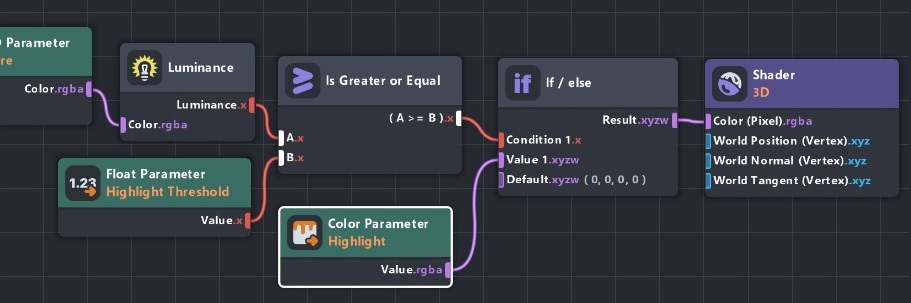 D Parameter
re
Color.rgba
Luminance
Luminance.x
Color.rgba
1.23
Float Parameter
Highlight Threshold
Value.x
Is Greater or Equal
( A >= B ).x
A.x
B.x
Color Parameter
Highlight
Value.rgba
if
If / else
Result.xyzw
Condition 1.x
Value 1.xyzw
Default.xyzw ( 0, 0, 0, 0 )
Shader
3D
Color (Pixel).rgba
World Position (Vertex).xyz
World Normal (Vertex).xyz
World Tangent (Vertex).xyz